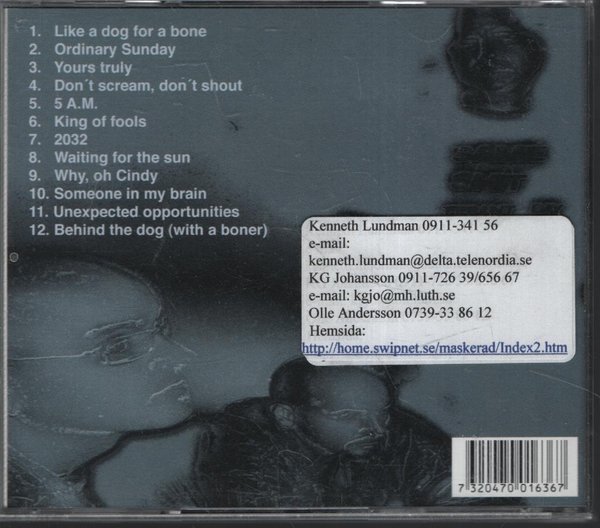 1. Like a dog for a bone
2. Ordinary Sunday
3. Yours truly
4. Don´t scream, don´t shout
5. 5 A.M.
6. King of fools
7. 2032
8. Waiting for the sun
9. Why, oh Cindy
10. Someone in my brain
11. Unexpected opportunities
12. Behind the dog (with a boner)
Kenneth Lundman 0911-341 56
e-mail:
kenneth.lundman@delta.telenordia.se
KG Johansson 0911-726 39/656 67
e-mail: kgjo@mh.luth.se
Olle Andersson 0739-33 86 12
Hemsida:
http://home.swipnet.se/maskerad/Index2.htm
7 320470 016367